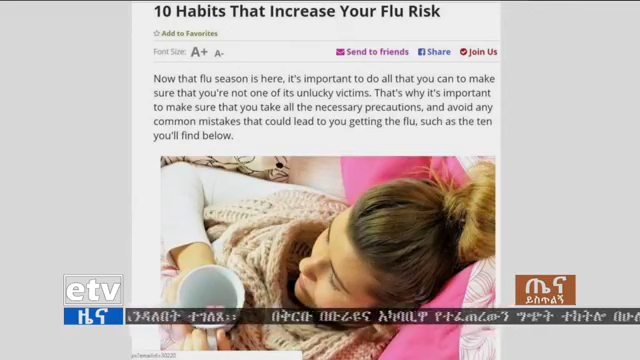 10 Habits That Increase Your Flu Risk
Add to Favorites
Font Size: A+ A-
Send to friends
Share
Join Us
Now that flu season is here, it's important to do all that you can to make
sure that you're not one of its unlucky victims. That's why it's important
to make sure that you take all the necessary precautions, and avoid any
common mistakes that could lead to you getting the flu, such as the ten
you'll find below.
etv
ዜና
ጤና
ይስጥልኝ
እንዳለበት ተገለጿ፡፡ በቅርቡ በቡራዩና አካባቢዋ የተፈጠረውን ግጭት ተከትሎ